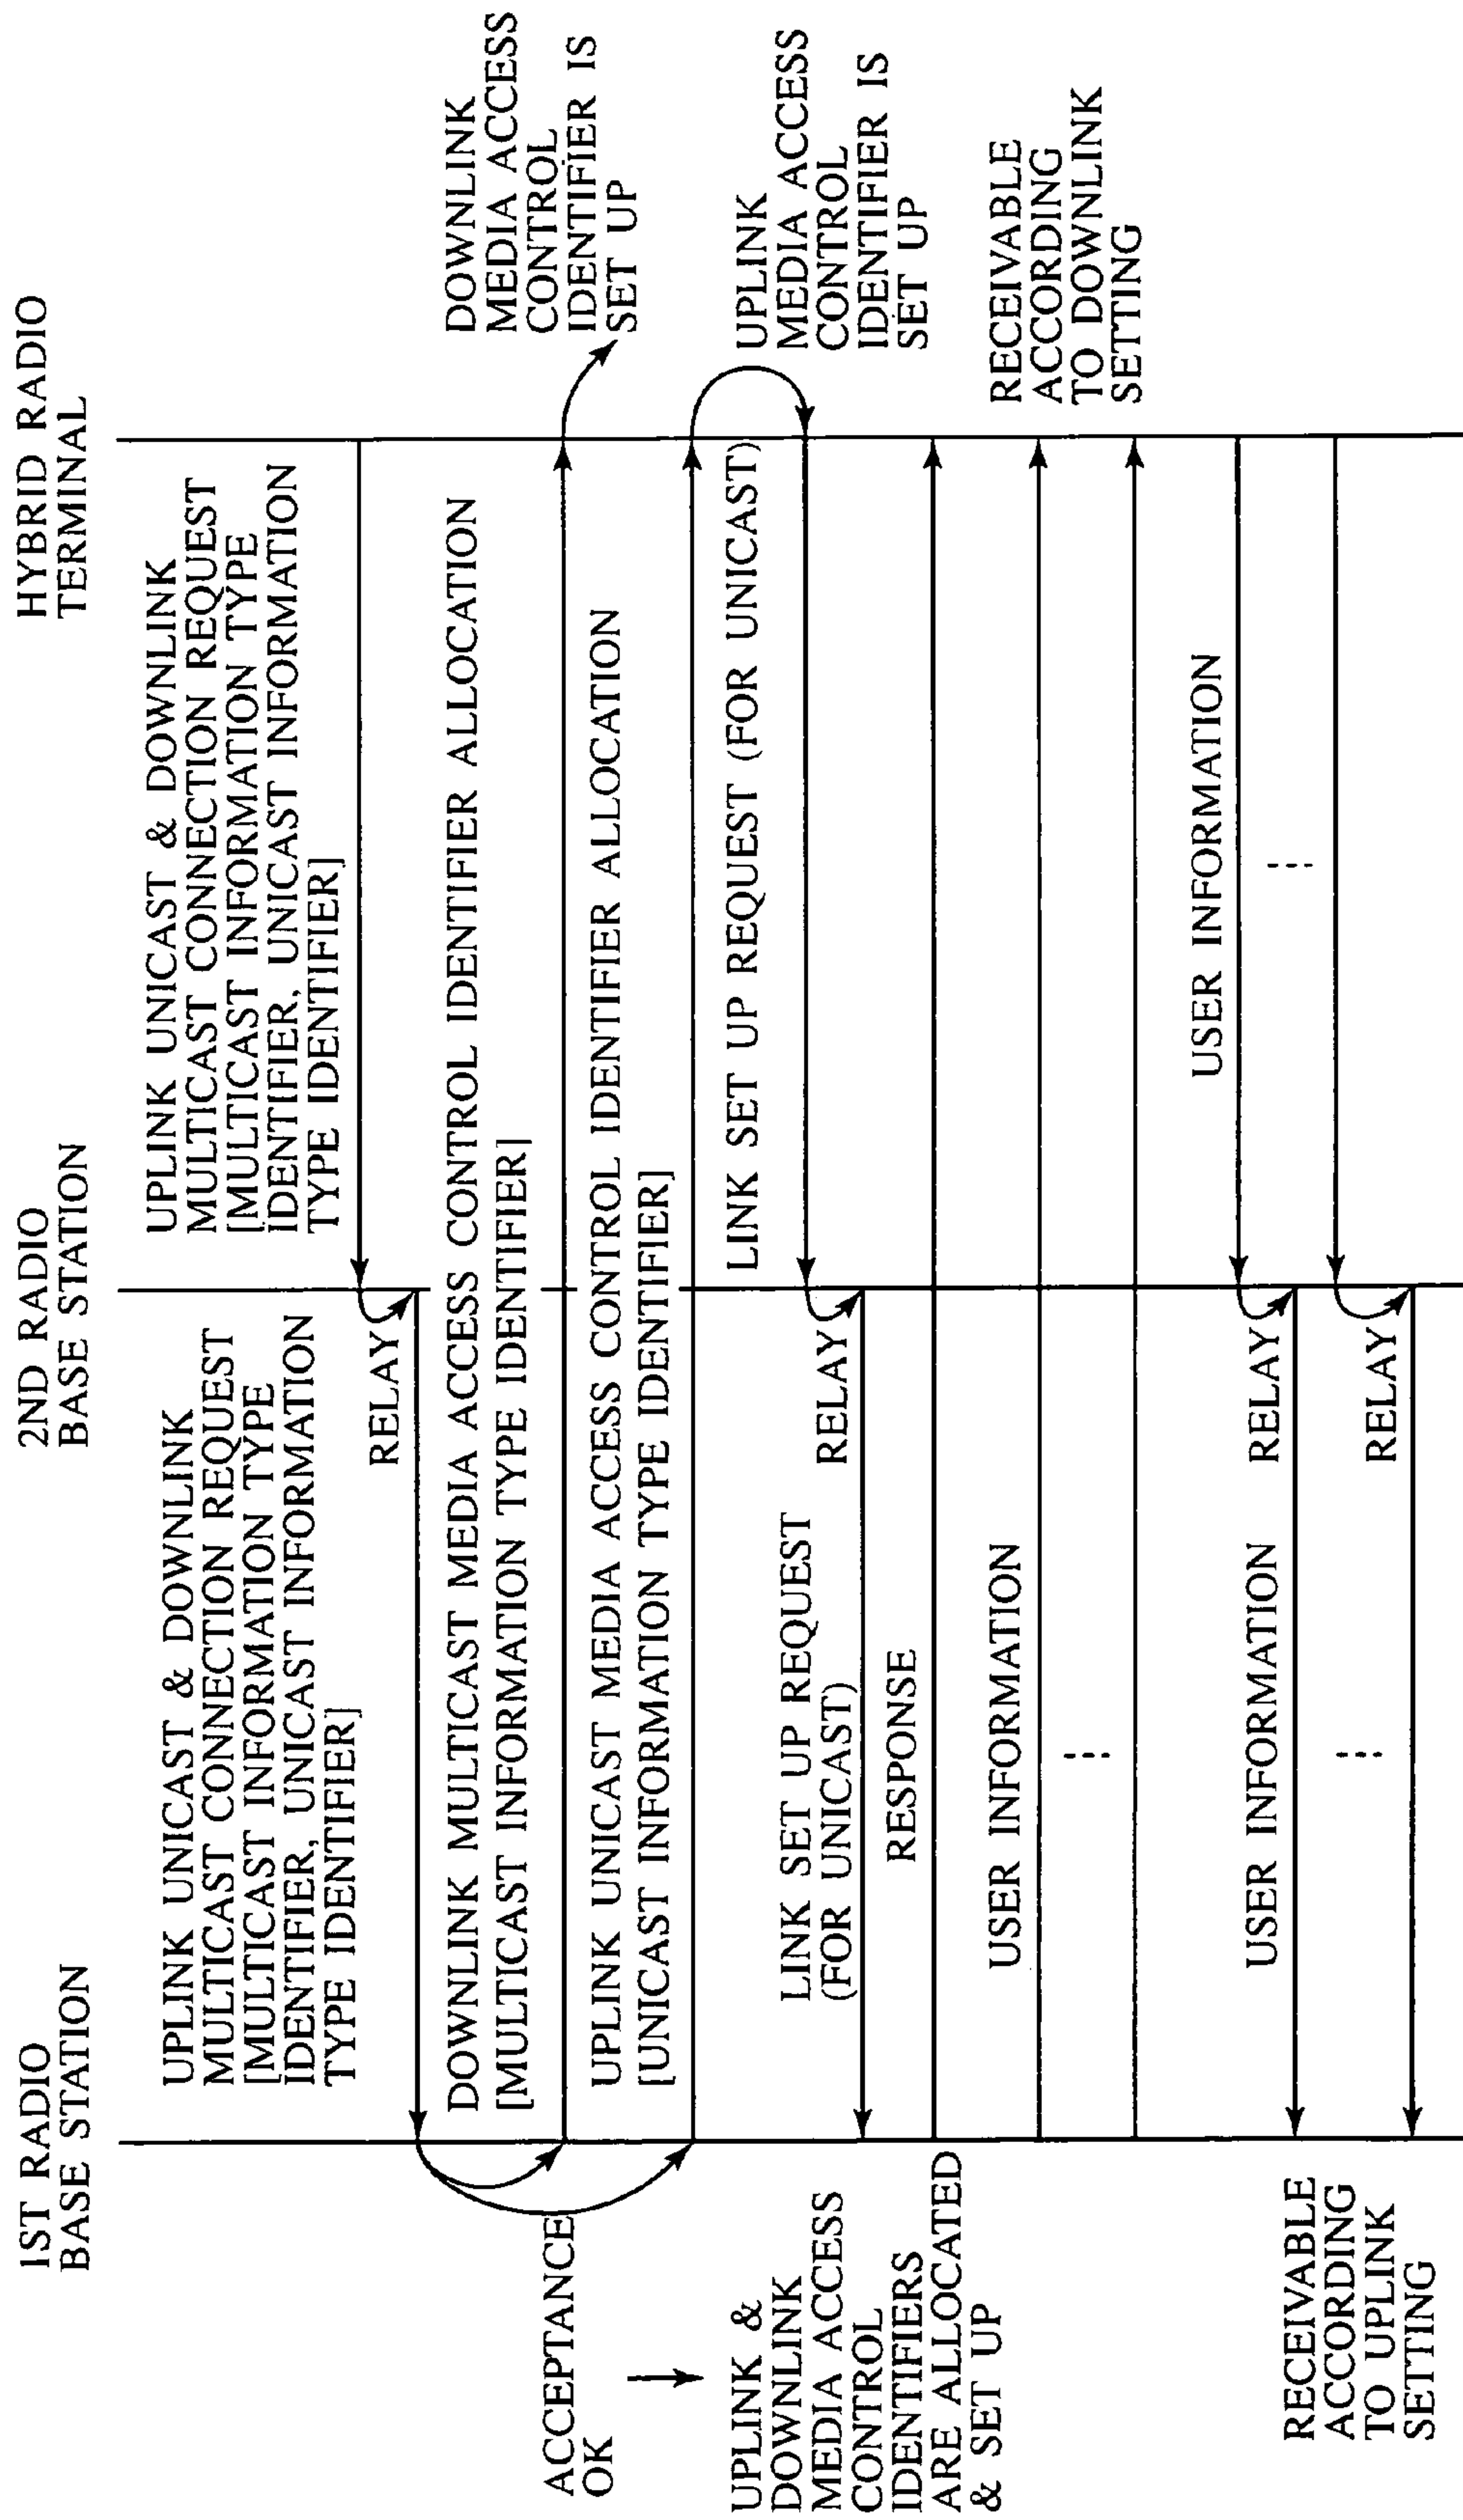 1ST RADIO
BASE STATION
2ND RADIO
BASE STATION
HYBRID RADIO
TERMINAL
UPLINK UNICAST & DOWNLINK
MULTICAST CONNECTION REQUEST
[MULTICAST INFORMATION TYPE
IDENTIFIER, UNICAST INFORMATION
TYPE IDENTIFIER]
UPLINK UNICAST & DOWNLINK
MULTICAST CONNECTION REQUEST
[MULTICAST INFORMATION TYPE
IDENTIFIER, UNICAST INFORMATION
TYPE IDENTIFIER]
RELAY
DOWNLINK MULTICAST MEDIA ACCESS CONTROL IDENTIFIER ALLOCATION
[MULTICAST INFORMATION TYPE IDENTIFIER]
DOWNLINK
MEDIA ACCESS
CONTROL
IDENTIFIER IS
SET UP
ACCEPTANCE
OK
UPLINK UNICAST MEDIA ACCESS CONTROL IDENTIFIER ALLOCATION
[UNICAST INFORMATION TYPE IDENTIFIER]
UPLINK &
DOWNLINK
MEDIA ACCESS
CONTROL
IDENTIFIERS
ARE ALLOCATED
& SET UP
LINK SET UP REQUEST (FOR UNICAST)
UPLINK
MEDIA ACCESS
CONTROL
IDENTIFIER IS
SET UP
LINK SET UP REQUEST
(FOR UNICAST)
RELAY
RESPONSE
USER INFORMATION
⋮
RECEIVABLE
ACCORDING
TO DOWNLINK
SETTING
USER INFORMATION
⋮
USER INFORMATION
⋮
RELAY
RELAY
RECEIVABLE
ACCORDING
TO UPLINK
SETTING